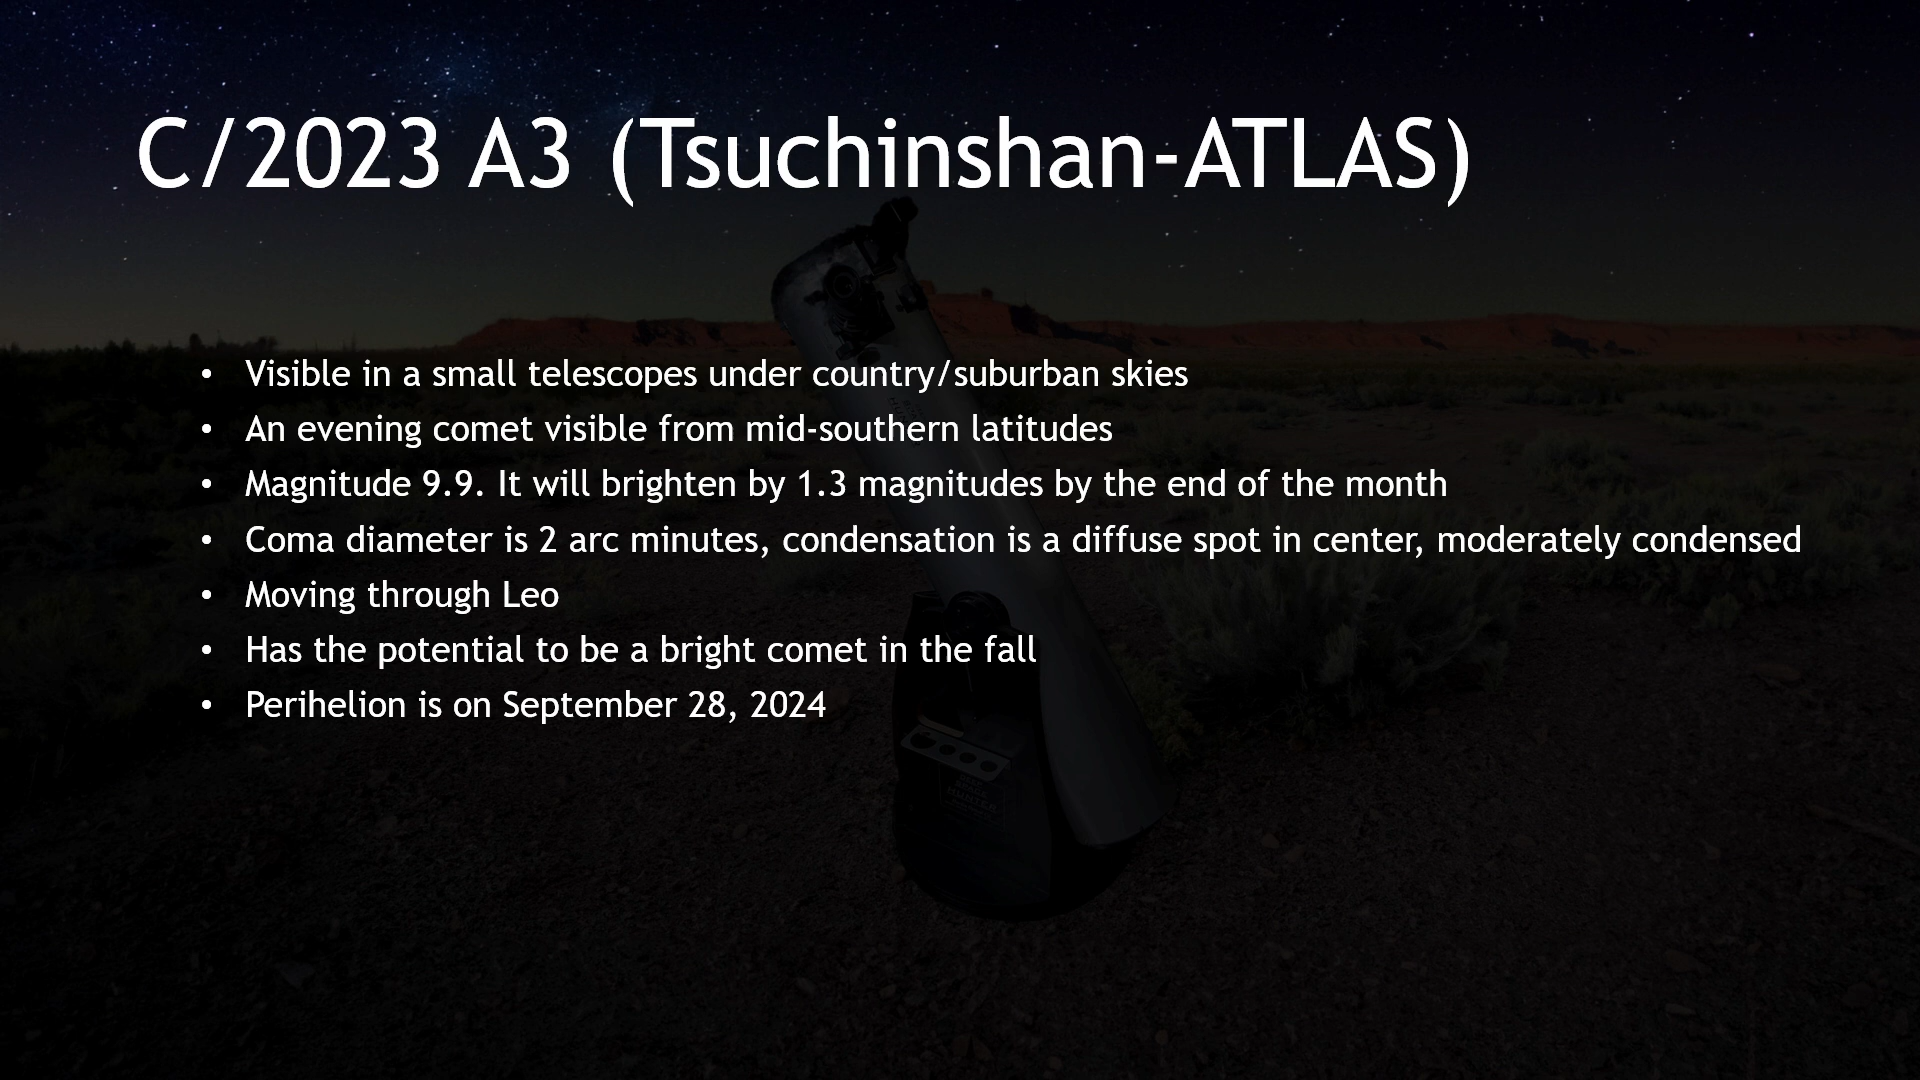 C/2023 A3 (Tsuchinshan-ATLAS)
• Visible in a small telescopes under country/suburban skies
• An evening comet visible from mid-southern latitudes
• Magnitude 9.9. It will brighten by 1.3 magnitudes by the end of the month
• Coma diameter is 2 arc minutes, condensation is a diffuse spot in center, moderately condensed
• Moving through Leo
• Has the potential to be a bright comet in the fall
• Perihelion is on September 28, 2024
HUNTER